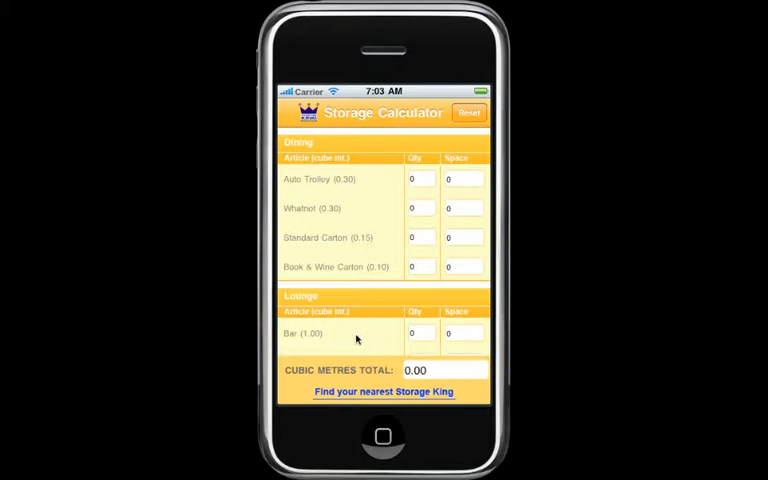 Carrier 7:03 AM
Storage Calculator Reset
Dining
Article (cube mt.) Qty Space
Auto Trolley (0.30) 0 0
Whatnot (0.30) 0 0
Standard Carton (0.15) 0 0
Book & Wine Carton (0.10) 0 0
Lounge
Article (cube mt.) Qty Space
Bar (1.00) 0 0
CUBIC METRES TOTAL: 0.00
Find your nearest Storage King